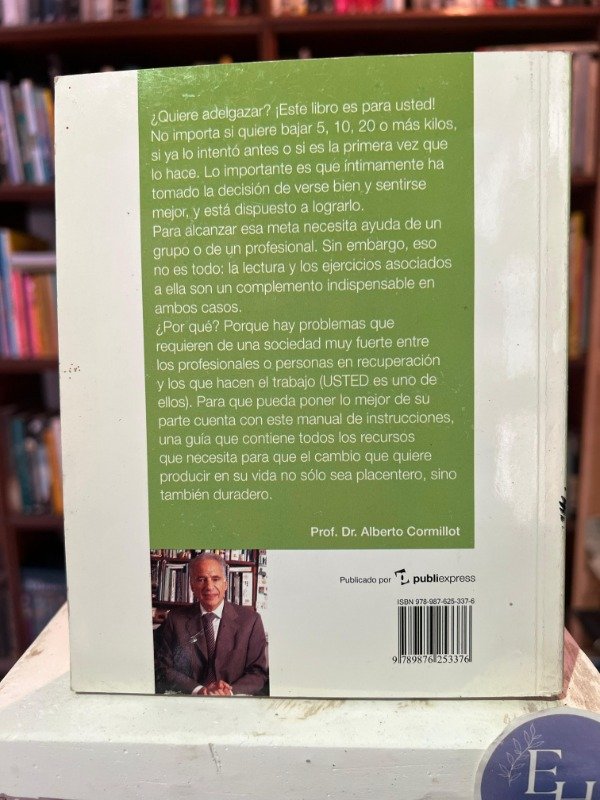 ¿Quiere adelgazar? ¡Este libro es para usted!
No importa si quiere bajar 5, 10, 20 o más kilos,
si ya lo intentó antes o si es la primera vez que
lo hace. Lo importante es que íntimamente ha
tomado la decisión de verse bien y sentirse
mejor, y está dispuesto a lograrlo.
Para alcanzar esa meta necesita ayuda de un
grupo o de un profesional. Sin embargo, eso
no es todo: la lectura y los ejercicios asociados
a ella son un complemento indispensable en
ambos casos.
¿Por qué? Porque hay problemas que
requieren de una sociedad muy fuerte entre
los profesionales o personas en recuperación
y los que hacen el trabajo (USTED es uno de
ellos). Para que pueda poner lo mejor de su
parte cuenta con este manual de instrucciones,
una guía que contiene todos los recursos
que necesita para que el cambio que quiere
producir en su vida no sólo sea placentero, sino
también duradero.
Prof. Dr. Alberto Cormillot
Publicado por publiexpress
ISBN 978-987-625-337-6
9789876253376
EH